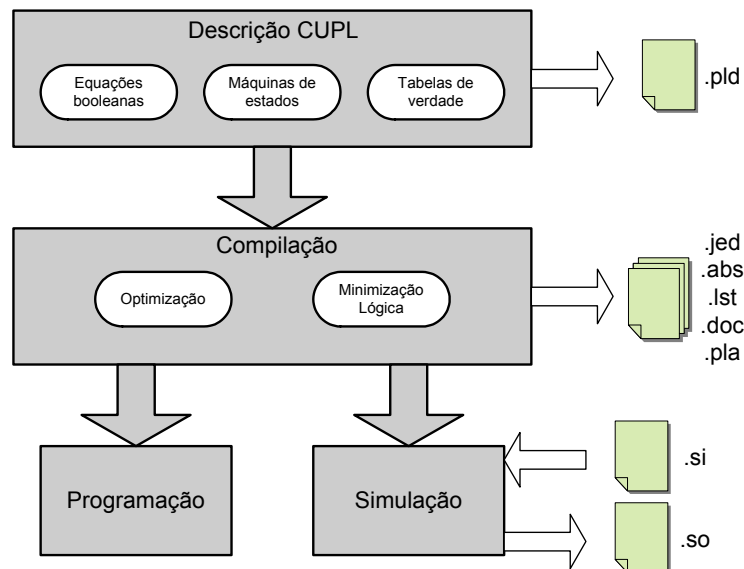 Descrição CUPL
Equações
booleanas
Máquinas de
estados
Tabelas de
verdade
.pld
Compilação
Optimização
Minimização
Lógica
.jed
.abs
.lst
.doc
.pla
Programação
Simulação
.si
.so